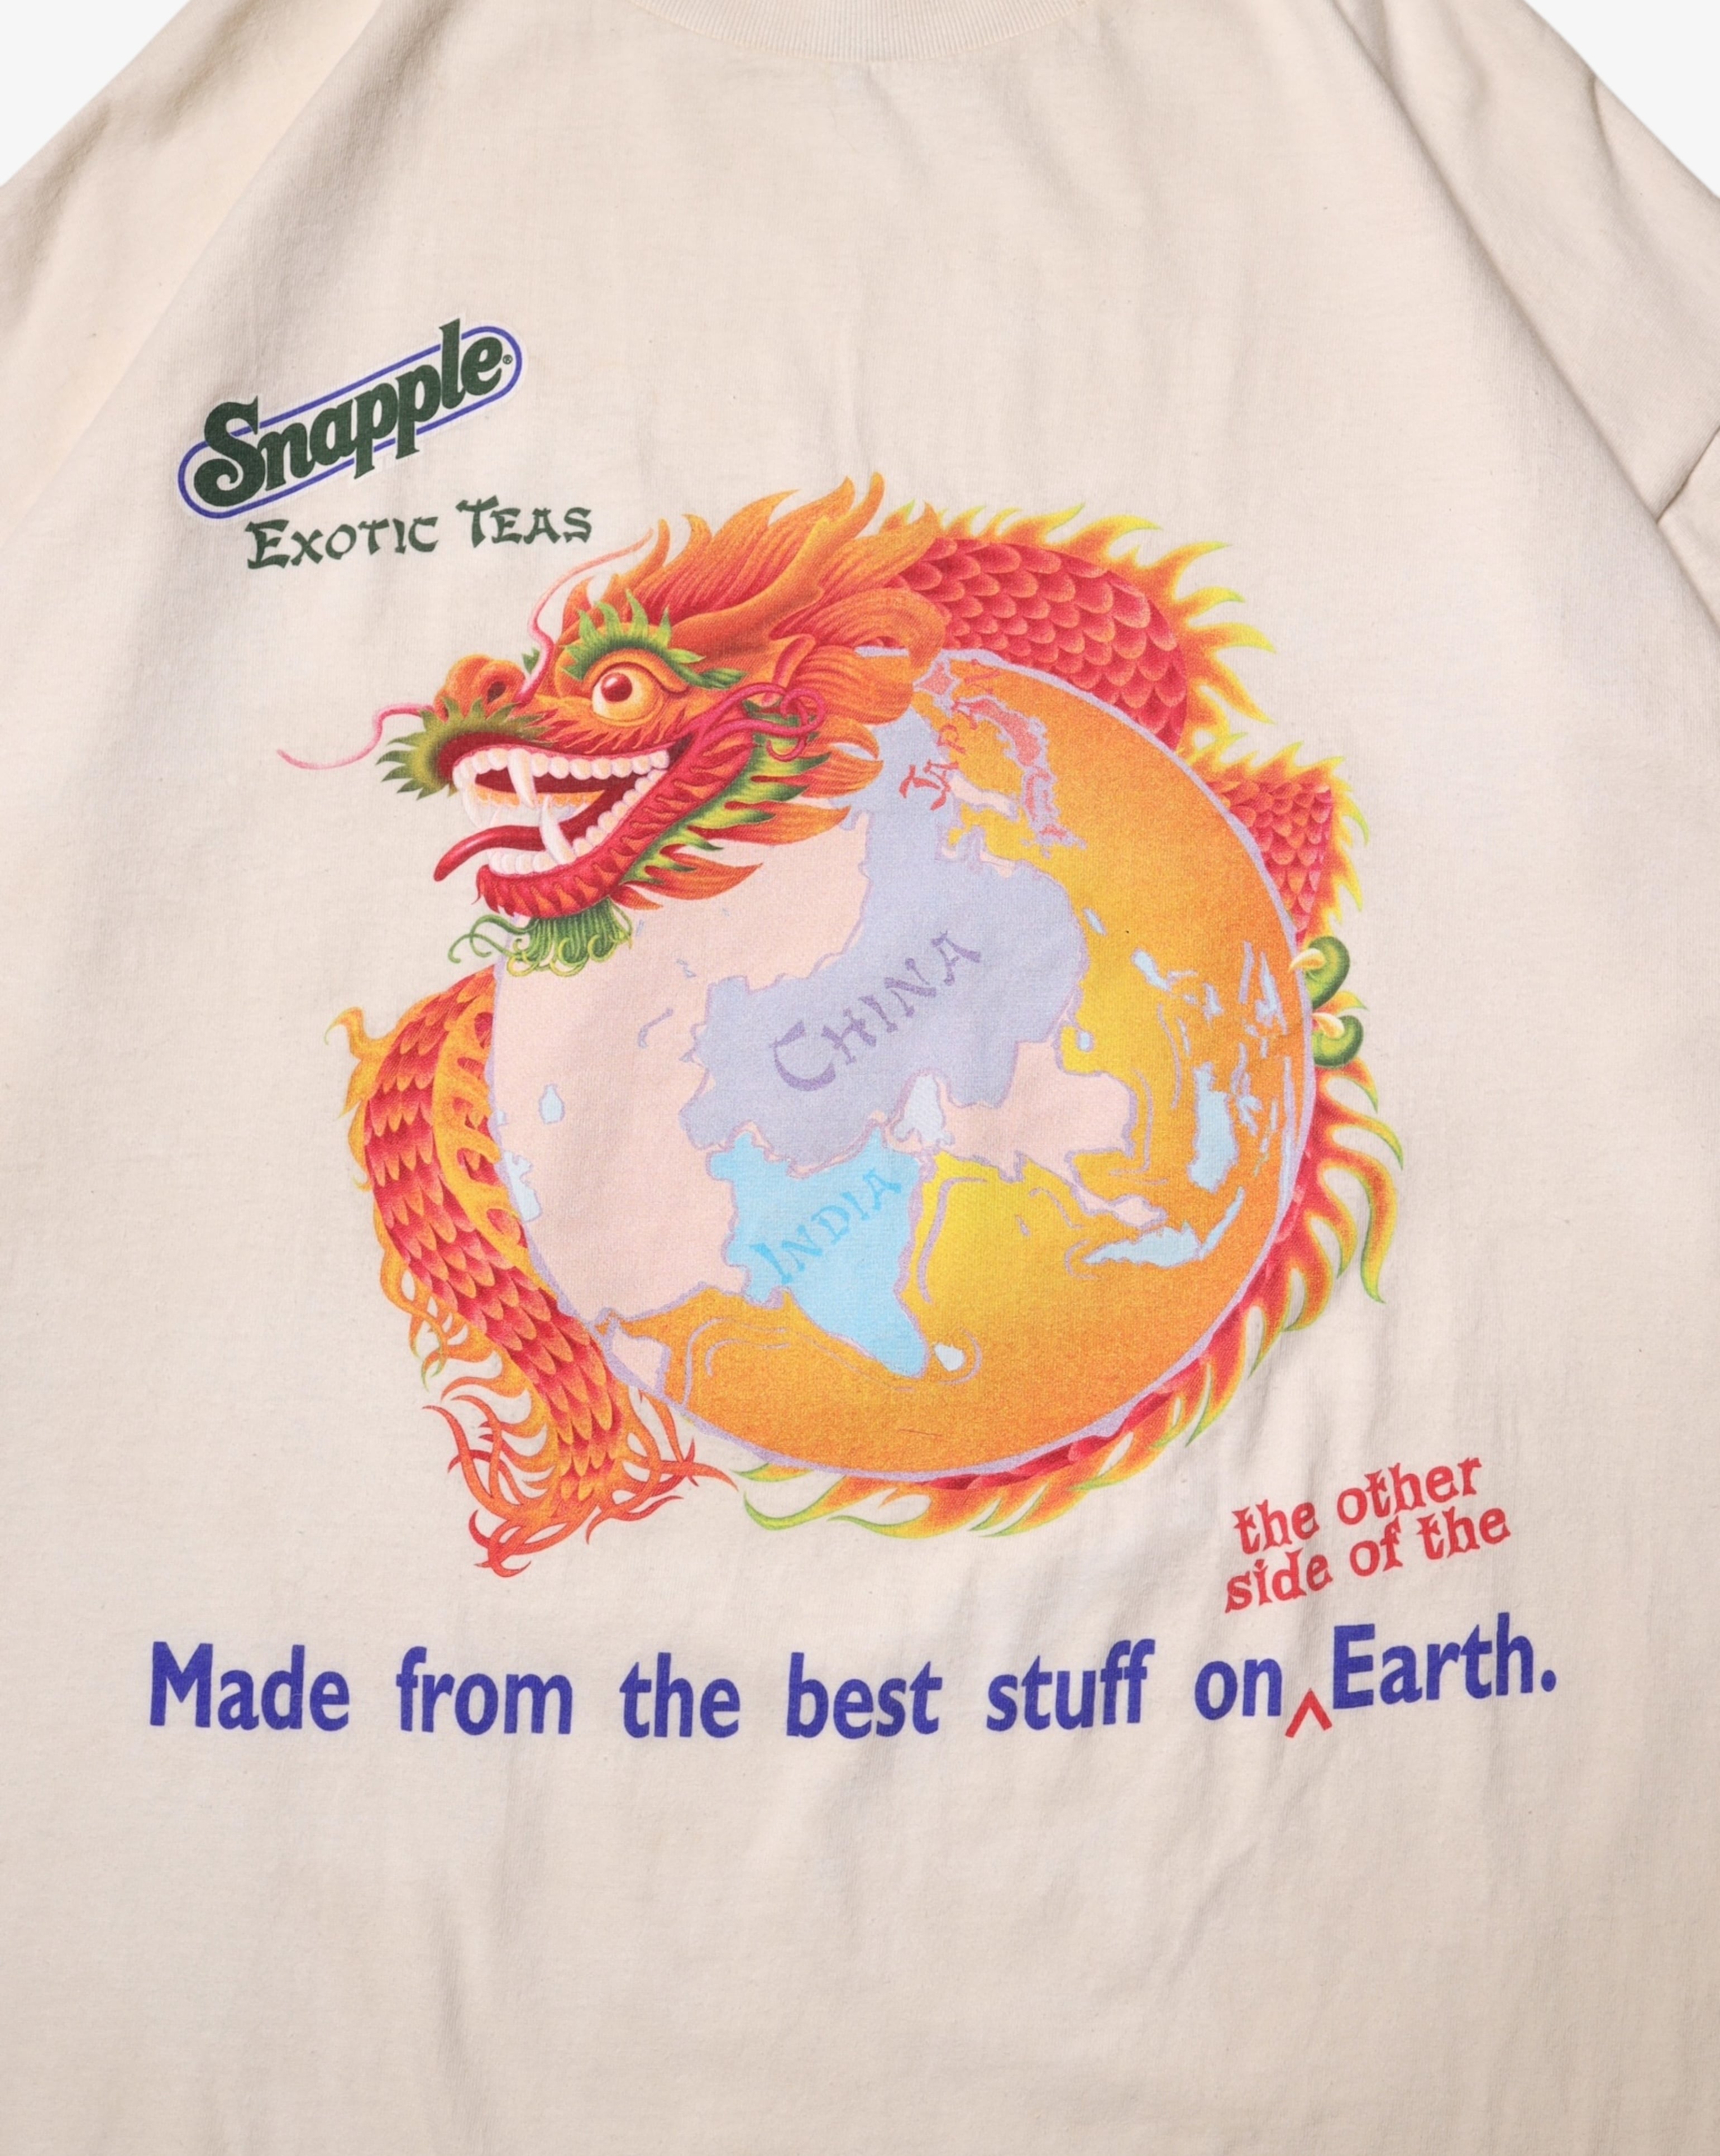 Snapple®
EXOTIC TEAS
JAPAN
CHINA
INDIA
the other
side of the
Made from the best stuff on ^ Earth.